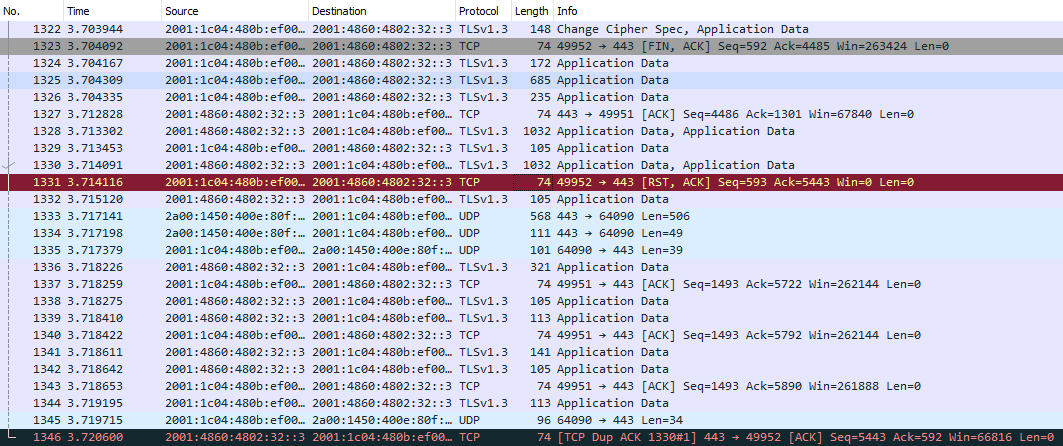 No. Time Source Destination Protocol Length Info
1322 3.703944 2001:1c04:480b:ef00… 2001:4860:4802:32::3 TLSv1.3 148 Change Cipher Spec, Application Data
1323 3.704092 2001:1c04:480b:ef00… 2001:4860:4802:32::3 TCP 74 49952 → 443 [FIN, ACK] Seq=592 Ack=4485 Win=263424 Len=0
1324 3.704167 2001:1c04:480b:ef00… 2001:4860:4802:32::3 TLSv1.3 172 Application Data
1325 3.704309 2001:1c04:480b:ef00… 2001:4860:4802:32::3 TLSv1.3 685 Application Data
1326 3.704335 2001:1c04:480b:ef00… 2001:4860:4802:32::3 TLSv1.3 235 Application Data
1327 3.712828 2001:4860:4802:32::3 2001:1c04:480b:ef00… TCP 74 443 → 49951 [ACK] Seq=4486 Ack=1301 Win=67840 Len=0
1328 3.713302 2001:4860:4802:32::3 2001:1c04:480b:ef00… TLSv1.3 1032 Application Data, Application Data
1329 3.713453 2001:1c04:480b:ef00… 2001:4860:4802:32::3 TLSv1.3 105 Application Data
1330 3.714091 2001:4860:4802:32::3 2001:1c04:480b:ef00… TLSv1.3 1032 Application Data, Application Data
1331 3.714116 2001:1c04:480b:ef00… 2001:4860:4802:32::3 TCP 74 49952 → 443 [RST, ACK] Seq=593 Ack=5443 Win=0 Len=0
1332 3.715120 2001:4860:4802:32::3 2001:1c04:480b:ef00… TLSv1.3 105 Application Data
1333 3.717141 2a00:1450:400e:80f:… 2001:1c04:480b:ef00… UDP 568 443 → 64090 Len=506
1334 3.717198 2a00:1450:400e:80f:… 2001:1c04:480b:ef00… UDP 111 443 → 64090 Len=49
1335 3.717379 2001:1c04:480b:ef00… 2a00:1450:400e:80f:… UDP 101 64090 → 443 Len=39
1336 3.718226 2001:4860:4802:32::3 2001:1c04:480b:ef00… TLSv1.3 321 Application Data
1337 3.718259 2001:1c04:480b:ef00… 2001:4860:4802:32::3 TCP 74 49951 → 443 [ACK] Seq=1493 Ack=5722 Win=262144 Len=0
1338 3.718275 2001:4860:4802:32::3 2001:1c04:480b:ef00… TLSv1.3 105 Application Data
1339 3.718410 2001:4860:4802:32::3 2001:1c04:480b:ef00… TLSv1.3 113 Application Data
1340 3.718422 2001:1c04:480b:ef00… 2001:4860:4802:32::3 TCP 74 49951 → 443 [ACK] Seq=1493 Ack=5792 Win=262144 Len=0
1341 3.718611 2001:4860:4802:32::3 2001:1c04:480b:ef00… TLSv1.3 141 Application Data
1342 3.718642 2001:4860:4802:32::3 2001:1c04:480b:ef00… TLSv1.3 105 Application Data
1343 3.718653 2001:1c04:480b:ef00… 2001:4860:4802:32::3 TCP 74 49951 → 443 [ACK] Seq=1493 Ack=5890 Win=261888 Len=0
1344 3.719195 2001:4860:4802:32::3 2001:1c04:480b:ef00… TLSv1.3 113 Application Data
1345 3.719715 2001:1c04:480b:ef00… 2a00:1450:400e:80f:… UDP 96 64090 → 443 Len=34
1346 3.720600 2001:4860:4802:32::3 2001:1c04:480b:ef00… TCP 74 [TCP Dup ACK 1330#1] 443 → 49952 [ACK] Seq=5443 Ack=592 Win=66816 Len=0